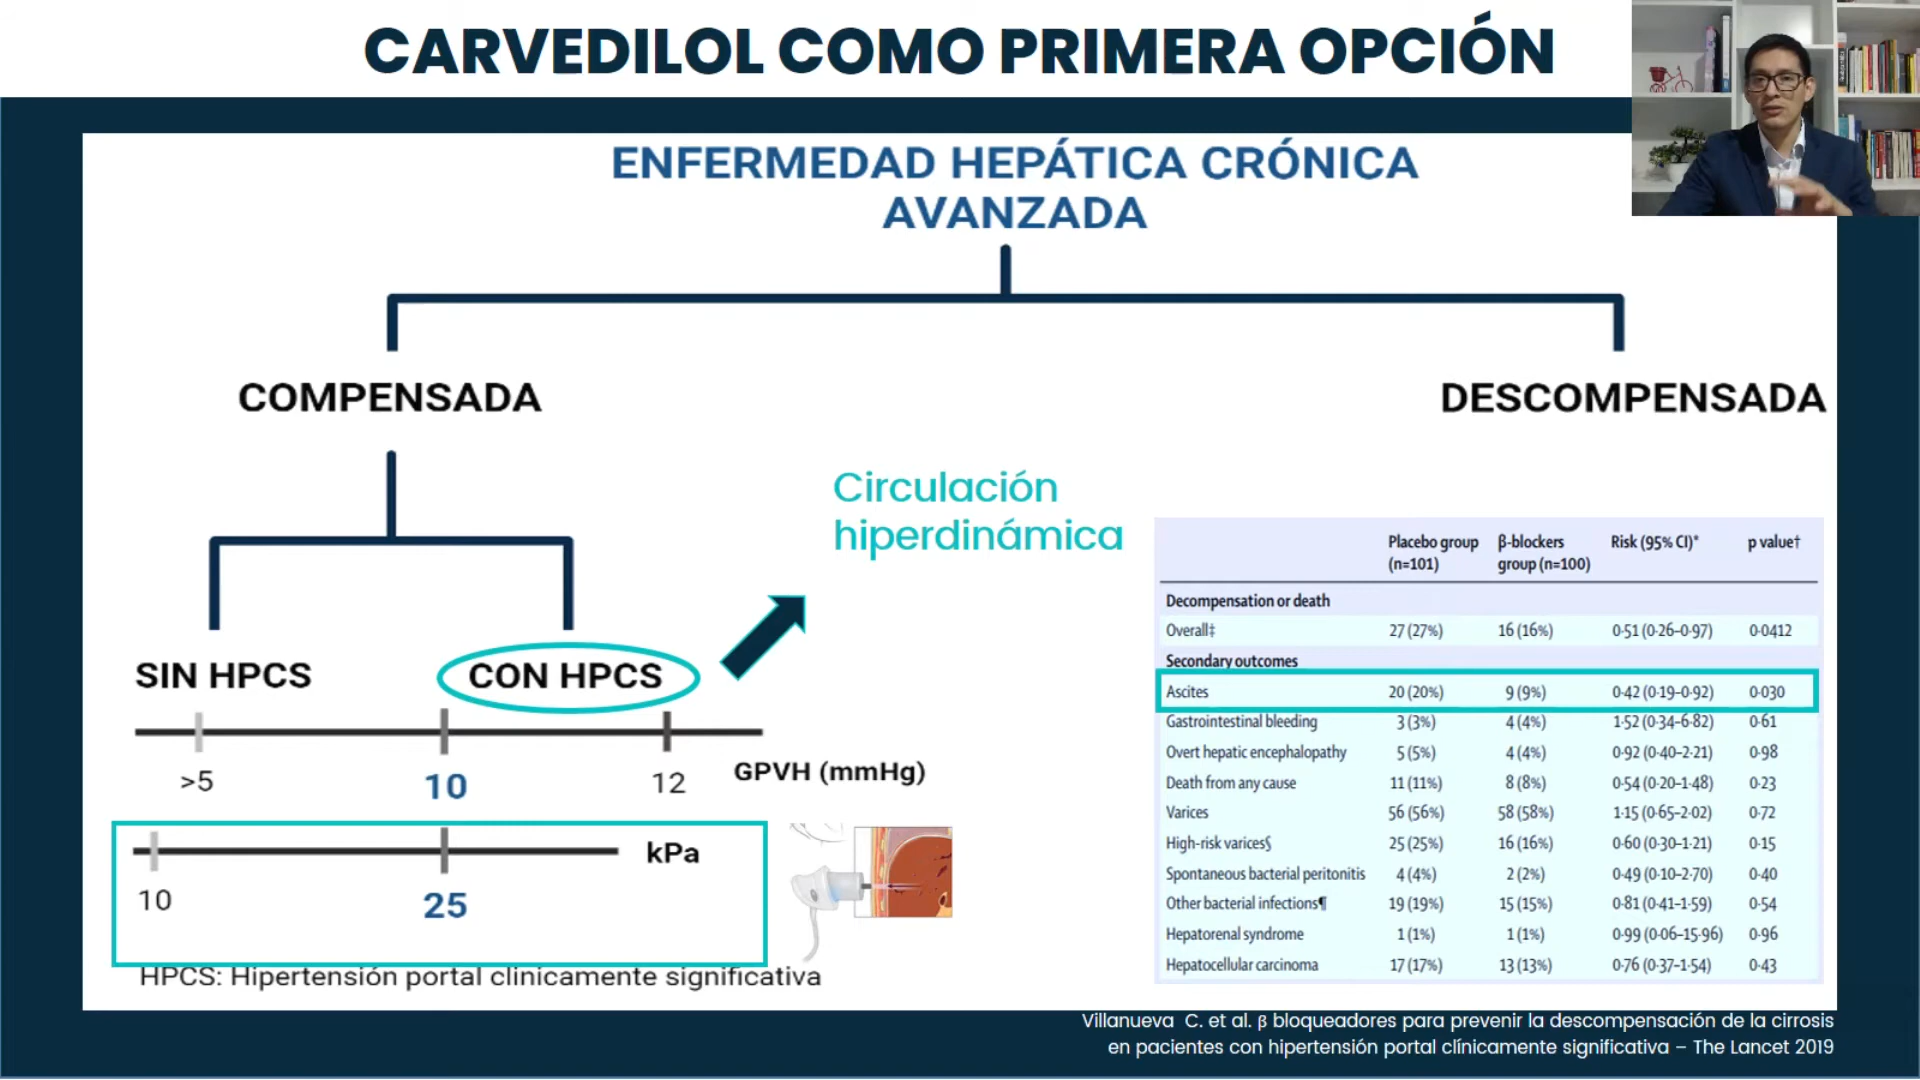 CARVEDILOL COMO PRIMERA OPCIÓN
ENFERMEDAD HEPÁTICA CRÓNICA
AVANZADA
COMPENSADA
DESCOMPENSADA
Circulación
hiperdinámica
SIN HPCS
CON HPCS
>5
10
12
GPVH (mmHg)
kPa
10
25
HPCS: Hipertensión portal clínicamente significativa
Placebo group (n=101) β-blockers group (n=100) Risk (95% CI)* p value†
Decompensation or death
Overall‡ 27 (27%) 16 (16%) 0·51 (0·26–0·97) 0·0412
Secondary outcomes
Ascites 20 (20%) 9 (9%) 0·42 (0·19–0·92) 0·030
Gastrointestinal bleeding 3 (3%) 4 (4%) 1·52 (0·34–6·82) 0·61
Overt hepatic encephalopathy 5 (5%) 4 (4%) 0·92 (0·40–2·21) 0·98
Death from any cause 11 (11%) 8 (8%) 0·54 (0·20–1·48) 0·23
Varices 56 (56%) 58 (58%) 1·15 (0·65–2·02) 0·72
High-risk varices§ 25 (25%) 16 (16%) 0·60 (0·30–1·21) 0·15
Spontaneous bacterial peritonitis 4 (4%) 2 (2%) 0·49 (0·10–2·70) 0·40
Other bacterial infections¶ 19 (19%) 15 (15%) 0·81 (0·41–1·59) 0·54
Hepatorenal syndrome 1 (1%) 1 (1%) 0·99 (0·06–15·96) 0·96
Hepatocellular carcinoma 17 (17%) 13 (13%) 0·76 (0·37–1·54) 0·43
Villanueva C. et al. β bloqueadores para prevenir la descompensación de la cirrosis
en pacientes con hipertensión portal clínicamente significativa – The Lancet 2019